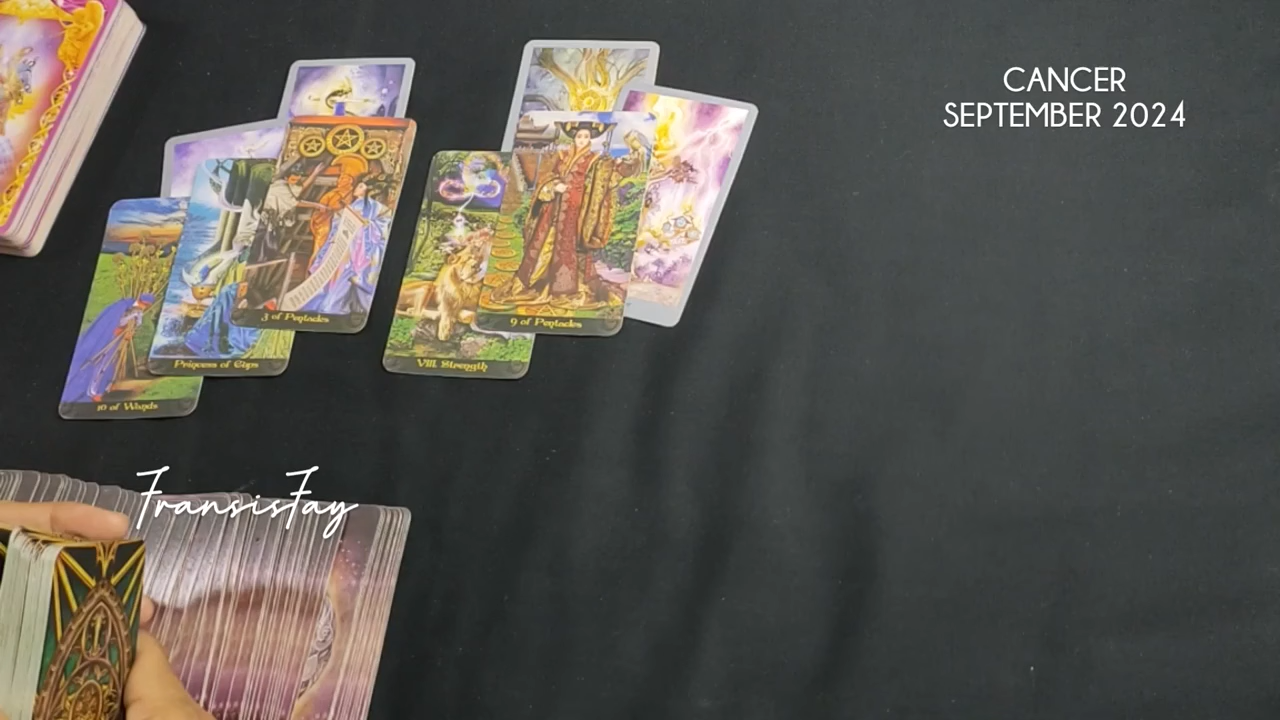 CANCER
SEPTEMBER 2024
3 of Pentacles
9 of Pentacles
Princess of Cups
VIII. Strength
10 of Wands
FransisFay